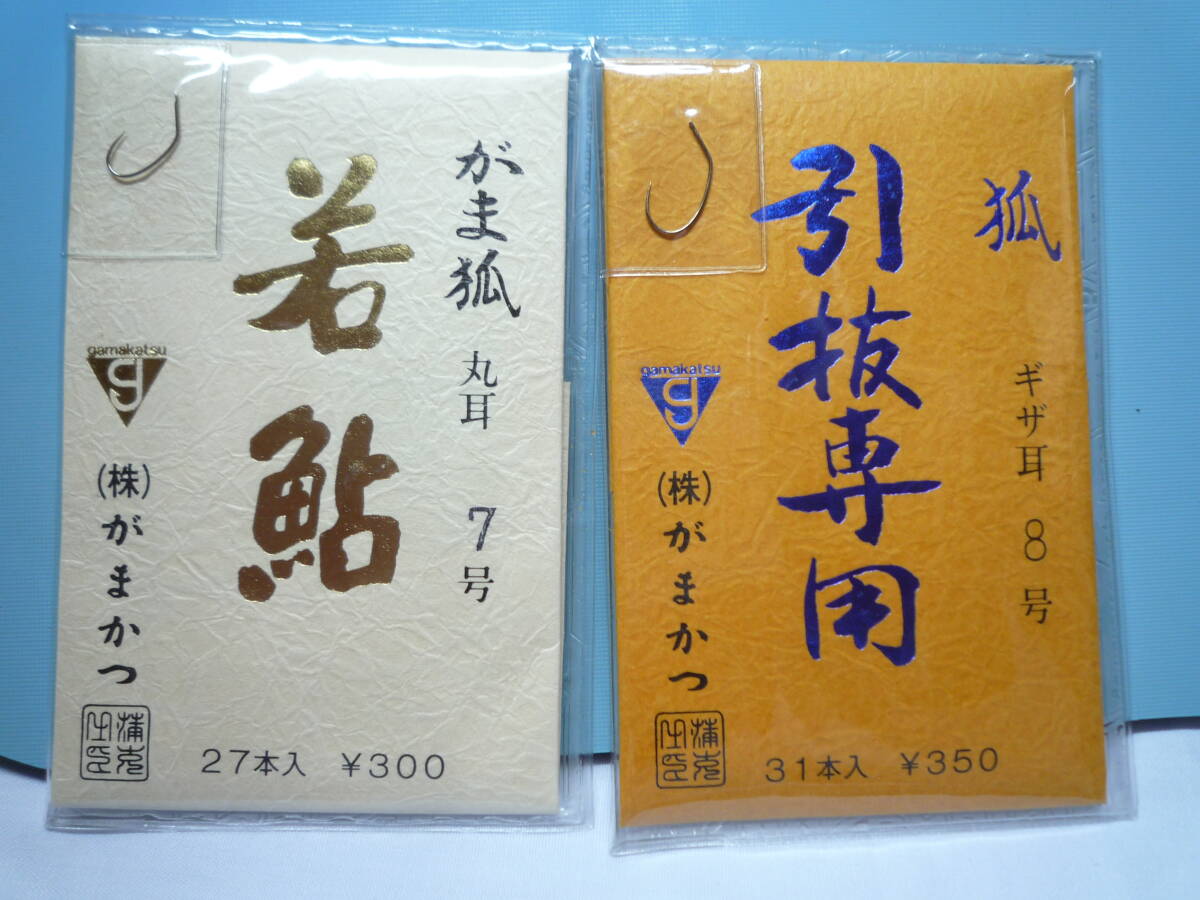 がま狐 丸耳 7号
若鮎
gamakatsu
g
(株)がまかつ
27本入 ¥300
狐 ギザ耳 8号
引抜専用
gamakatsu
g
(株)がまかつ
31本入 ¥350